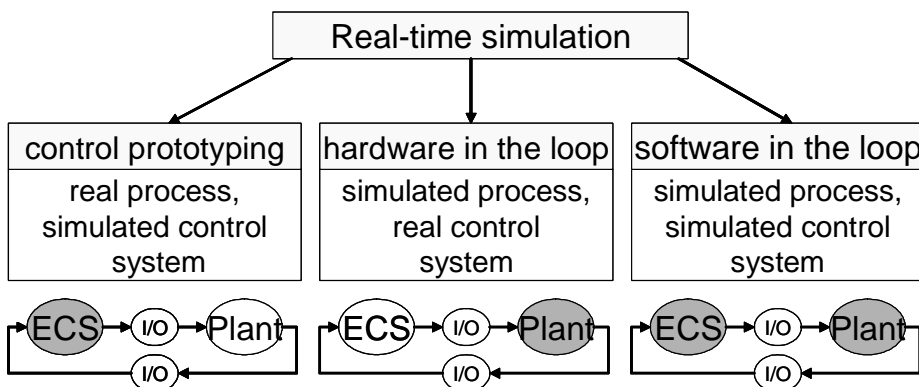 Real-time simulation
control prototyping
real process,
simulated control
system
hardware in the loop
simulated process,
real control
system
software in the loop
simulated process,
simulated control
system
ECS I/O Plant
I/O
ECS I/O Plant
I/O
ECS I/O Plant
I/O